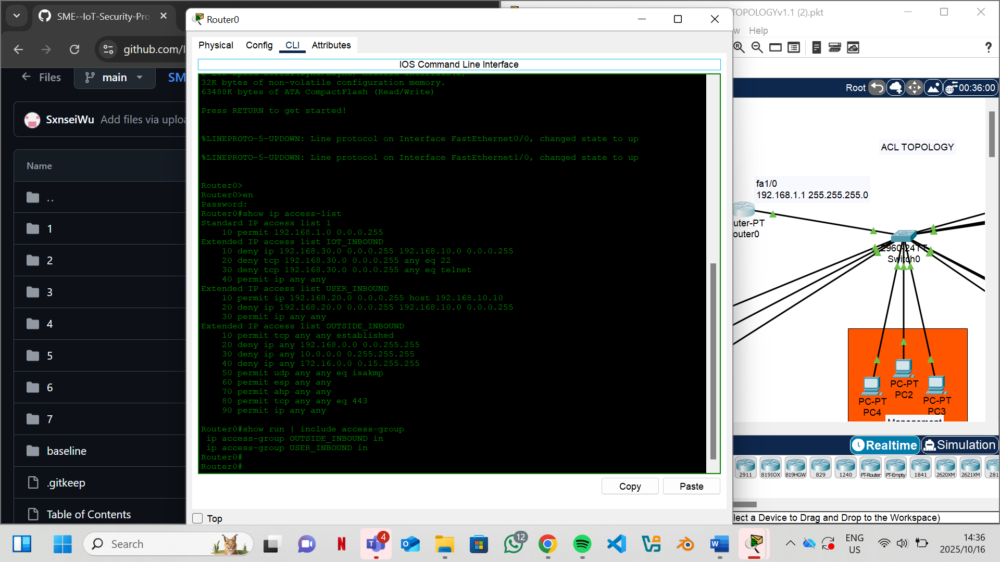 SME--IoT-Security-Pro
github.com/
Files
main
SM
SxnseiWu Add files via uploa
Name
..
1
2
3
4
5
6
7
baseline
.gitkeep
Table of Contents
Router0
Physical
Config
CLI
Attributes
IOS Command Line Interface
32K bytes of non-volatile configuration memory.
63488K bytes of ATA CompactFlash (Read/Write)
Press RETURN to get started!
%LINEPROTO-5-UPDOWN: Line protocol on Interface FastEthernet0/0, changed state to up
%LINEPROTO-5-UPDOWN: Line protocol on Interface FastEthernet1/0, changed state to up
Router0>
Router0>en
Password:
Router0#show ip access-list
Standard IP access list 1
10 permit 192.168.1.0 0.0.0.255
Extended IP access list IOT_INBOUND
10 deny ip 192.168.30.0 0.0.0.255 192.168.10.0 0.0.0.255
20 deny tcp 192.168.30.0 0.0.0.255 any eq 22
30 deny tcp 192.168.30.0 0.0.0.255 any eq telnet
40 permit ip any any
Extended IP access list USER_INBOUND
10 permit ip 192.168.20.0 0.0.0.255 host 192.168.10.10
20 deny ip 192.168.20.0 0.0.0.255 192.168.10.0 0.0.0.255
30 permit ip any any
Extended IP access list OUTSIDE_INBOUND
10 permit tcp any any established
20 deny ip any 192.168.0.0 0.0.255.255
30 deny ip any 10.0.0.0 0.255.255.255
40 deny ip any 172.16.0.0 0.15.255.255
50 permit udp any any eq isakmp
60 permit esp any any
70 permit ahp any any
80 permit tcp any any eq 443
90 permit ip any any
Router0#show run | include access-group
ip access-group OUTSIDE_INBOUND in
ip access-group USER_INBOUND in
Router0#
Router0#
Copy
Paste
Top
TOPOLOGYv1.1 (2).pkt
w Help
?
Root
00:36:00
ACL TOPOLOGY
fa1/0
192.168.1.1 255.255.255.0
uter-PT
outer0
2960-24TT
Switch0
PC-PT
PC2
PC-PT
PC4
PC-PT
PC3
Management
Realtime
Simulation
2911
819IOX
819HGW
829
1240
PT-Router
PT-Empty
1841
2620XM
2621XM
281
lect a Device to Drag and Drop to the Workspace)
Search
4
12
ENG
US
14:36
2025/10/16